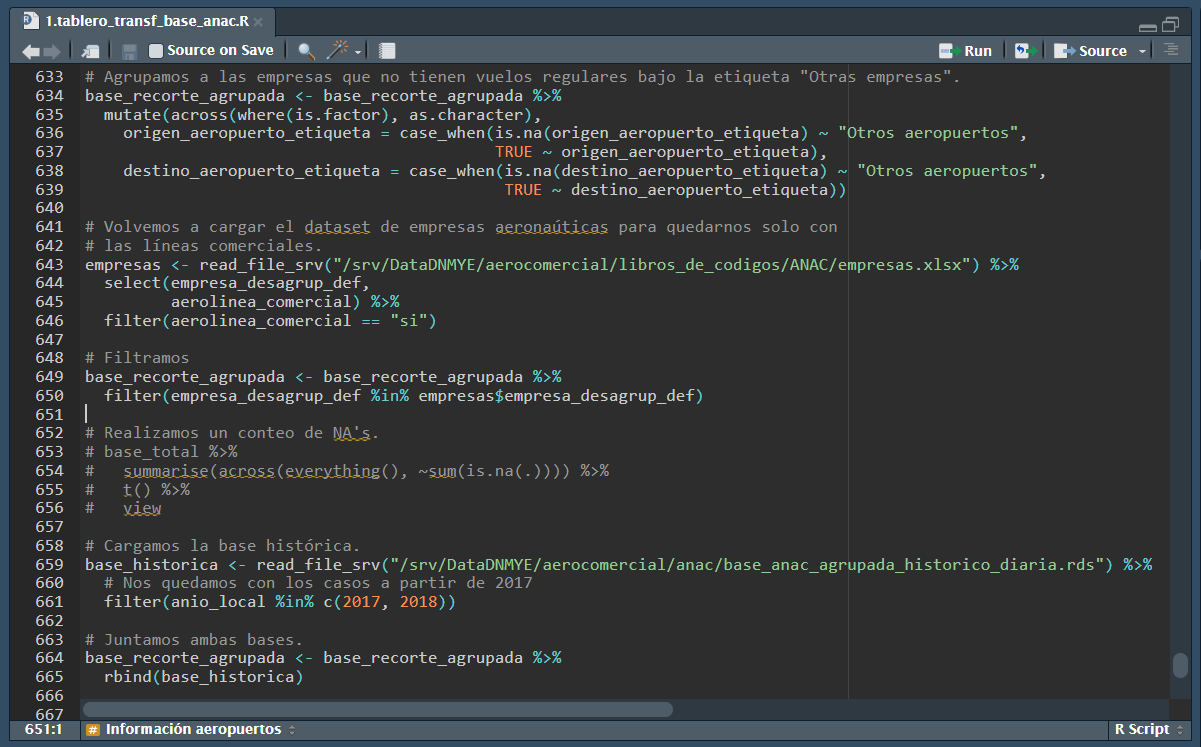 1.tablero_transf_base_anac.R
Source on Save
Run
Source
633 # Agrupamos a las empresas que no tienen vuelos regulares bajo la etiqueta "Otras empresas".
634 base_recorte_agrupada <- base_recorte_agrupada %>%
635   mutate(across(where(is.factor), as.character),
636     origen_aeropuerto_etiqueta = case_when(is.na(origen_aeropuerto_etiqueta) ~ "Otros aeropuertos",
637                                            TRUE ~ origen_aeropuerto_etiqueta),
638     destino_aeropuerto_etiqueta = case_when(is.na(destino_aeropuerto_etiqueta) ~ "Otros aeropuertos",
639                                             TRUE ~ destino_aeropuerto_etiqueta))
640
641 # Volvemos a cargar el dataset de empresas aeronaúticas para quedarnos solo con
642 # las líneas comerciales.
643 empresas <- read_file_srv("/srv/DataDNMYE/aerocomercial/libros_de_codigos/ANAC/empresas.xlsx") %>%
644   select(empresa_desagrup_def,
645          aerolinea_comercial) %>%
646   filter(aerolinea_comercial == "si")
647
648 # Filtramos
649 base_recorte_agrupada <- base_recorte_agrupada %>%
650   filter(empresa_desagrup_def %in% empresas$empresa_desagrup_def)
651
652 # Realizamos un conteo de NA's.
653 # base_total %>%
654 #   summarise(across(everything(), ~sum(is.na(.)))) %>%
655 #   t() %>%
656 #   view
657
658 # Cargamos la base histórica.
659 base_historica <- read_file_srv("/srv/DataDNMYE/aerocomercial/anac/base_anac_agrupada_historico_diaria.rds") %>%
660   # Nos quedamos con los casos a partir de 2017
661   filter(anio_local %in% c(2017, 2018))
662
663 # Juntamos ambas bases.
664 base_recorte_agrupada <- base_recorte_agrupada %>%
665   rbind(base_historica)
666
667
651:1
# Información aeropuertos
R Script